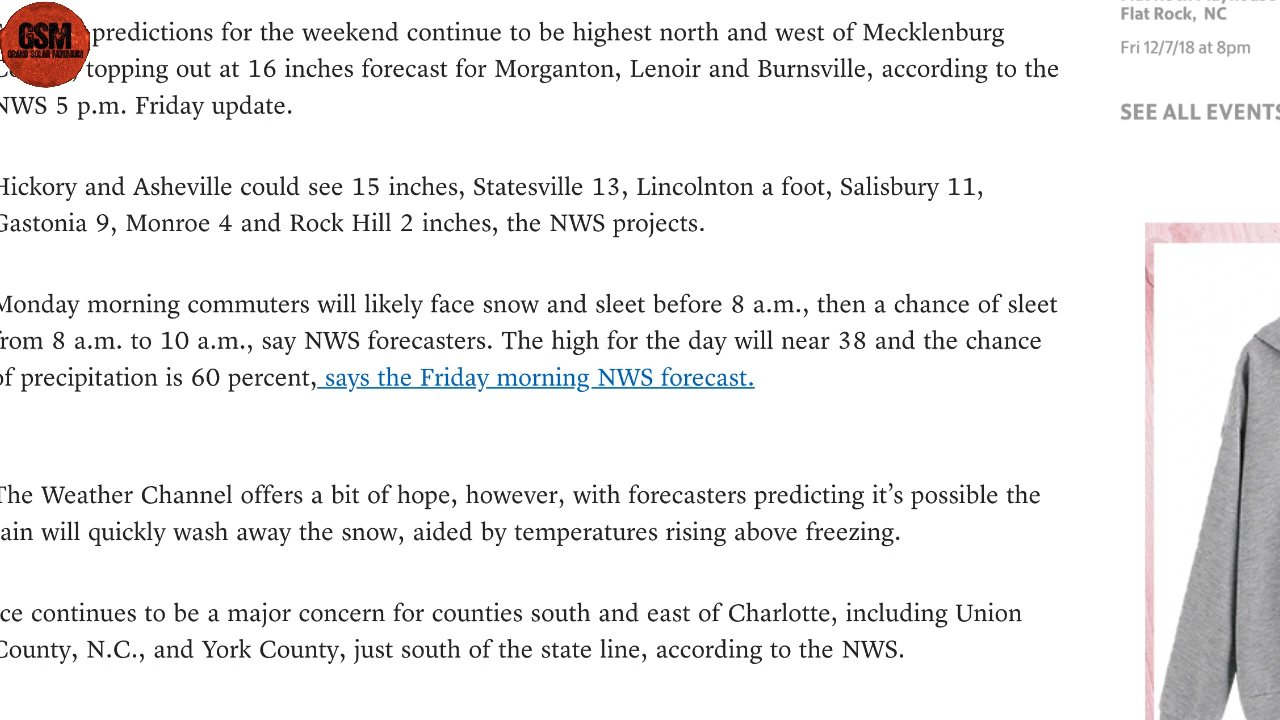 GSM
GRAND SOLAR MINIMUM
predictions for the weekend continue to be highest north and west of Mecklenburg
topping out at 16 inches forecast for Morganton, Lenoir and Burnsville, according to the
NWS 5 p.m. Friday update.
Hickory and Asheville could see 15 inches, Statesville 13, Lincolnton a foot, Salisbury 11,
Gastonia 9, Monroe 4 and Rock Hill 2 inches, the NWS projects.
Monday morning commuters will likely face snow and sleet before 8 a.m., then a chance of sleet
from 8 a.m. to 10 a.m., say NWS forecasters. The high for the day will near 38 and the chance
of precipitation is 60 percent, says the Friday morning NWS forecast.
The Weather Channel offers a bit of hope, however, with forecasters predicting it’s possible the
ain will quickly wash away the snow, aided by temperatures rising above freezing.
ce continues to be a major concern for counties south and east of Charlotte, including Union
County, N.C., and York County, just south of the state line, according to the NWS.
Flat Rock, NC
Fri 12/7/18 at 8pm
SEE ALL EVENTS